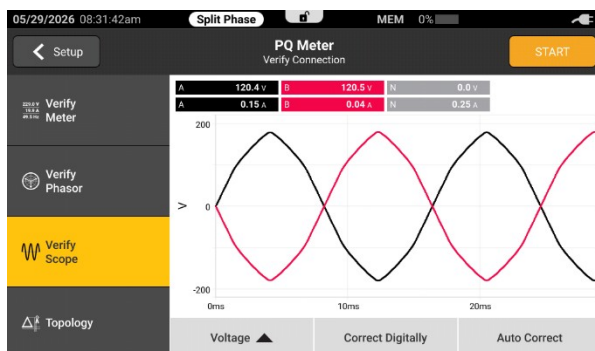 05/29/2026 08:31:42am Split Phase MEM 0%
Setup
PQ Meter
Verify Connection
START
A 120.4 V B 120.5 V N 0.0 V
A 0.15 A B 0.04 A N 0.25 A
Verify
Meter
Verify
Phasor
Verify
Scope
Topology
200
V 0
-200
0ms 10ms 20ms
Voltage Correct Digitally Auto Correct